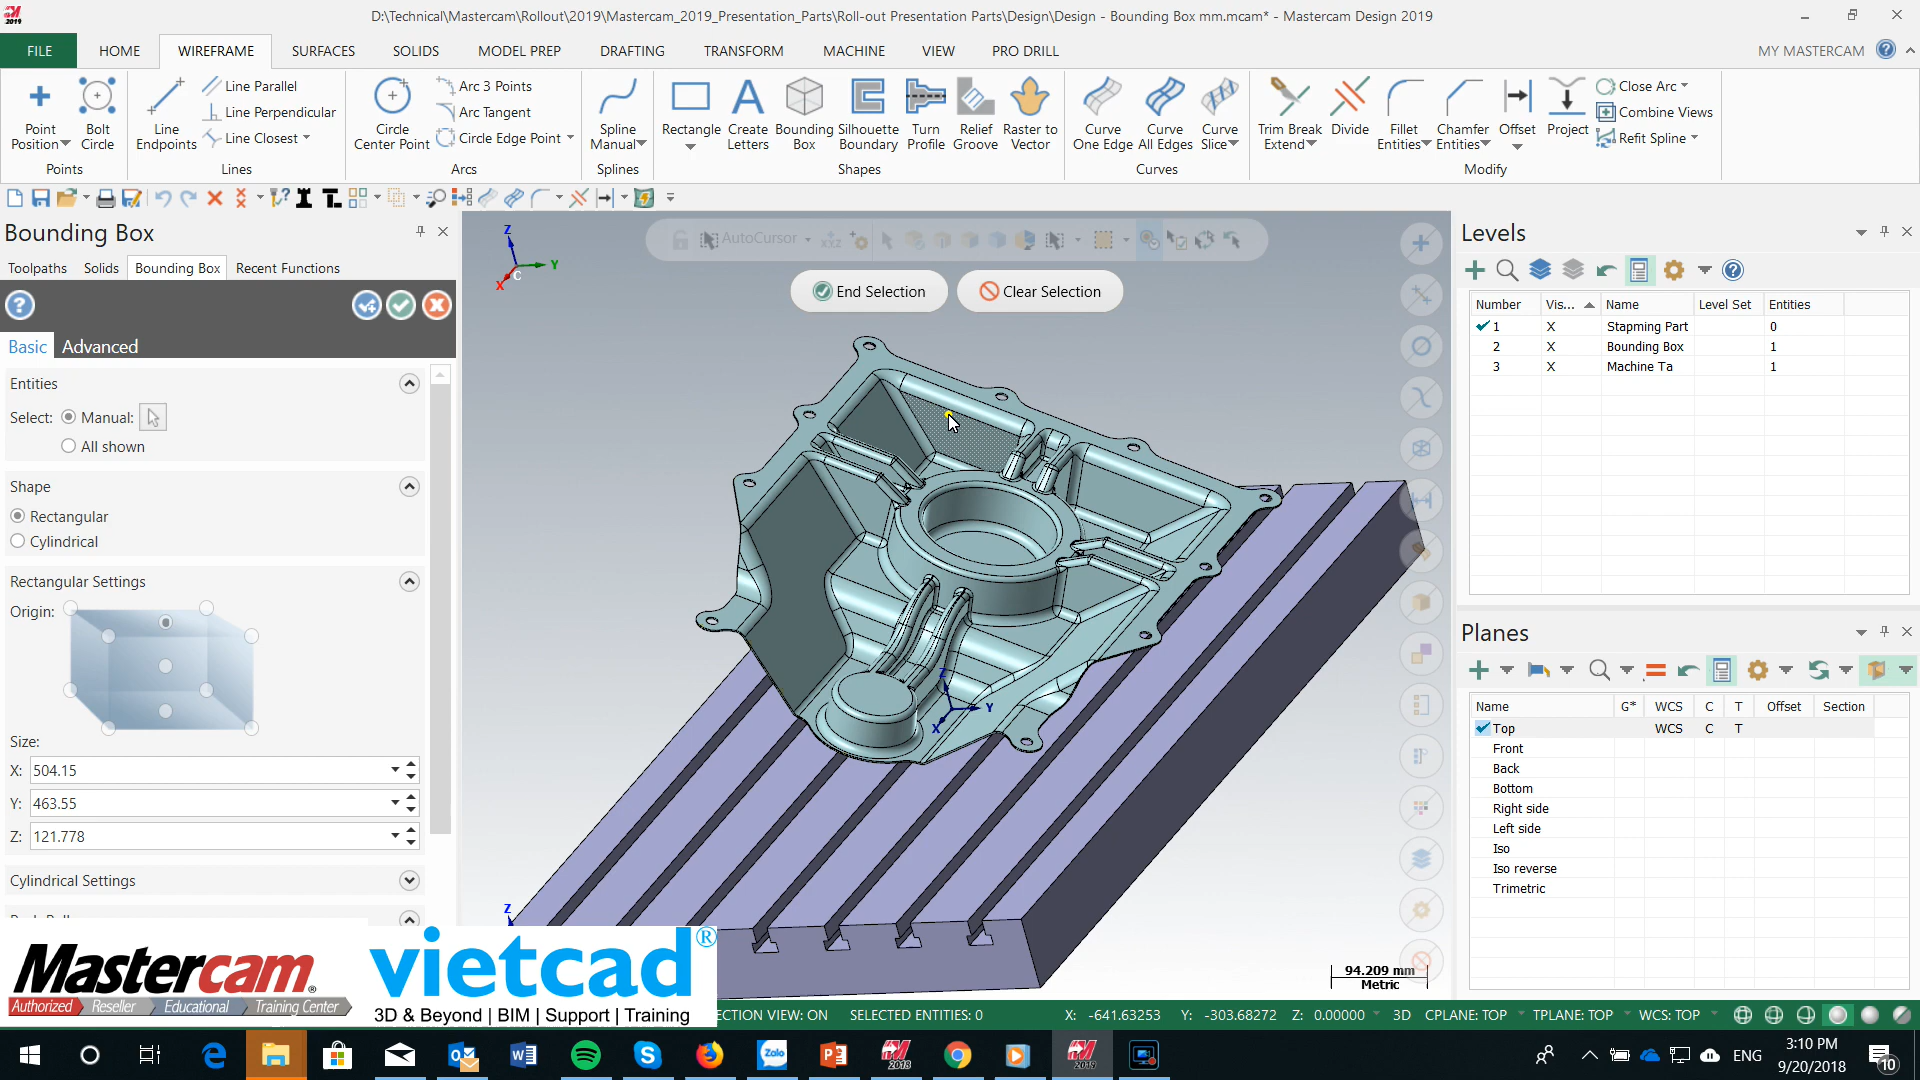 D:\Technical\Mastercam\Rollout\2019\Mastercam_2019_Presentation_Parts\Roll-out Presentation Parts\Design\Design - Bounding Box mm.mcam* - Mastercam Design 2019
FILE HOME WIREFRAME SURFACES SOLIDS MODEL PREP DRAFTING TRANSFORM MACHINE VIEW PRO DRILL MY MASTERCAM
Point Position
Bolt Circle
Points
Line Endpoints
Line Parallel
Line Perpendicular
Line Closest
Lines
Circle Center Point
Arc 3 Points
Arc Tangent
Circle Edge Point
Arcs
Spline Manual
Splines
Rectangle
Create Letters
Bounding Box
Silhouette Boundary
Turn Profile
Relief Groove
Raster to Vector
Shapes
Curve One Edge
Curve All Edges
Curve Slice
Curves
Trim Break Extend
Divide
Fillet Entities
Chamfer Entities
Offset
Project
Close Arc
Combine Views
Refit Spline
Modify
Bounding Box
Toolpaths Solids Bounding Box Recent Functions
Basic Advanced
Entities
Select: Manual:
All shown
Shape
Rectangular
Cylindrical
Rectangular Settings
Origin:
Size:
X: 504.15
Y: 463.55
Z: 121.778
Cylindrical Settings
AutoCursor
End Selection
Clear Selection
Z
Y
X
C
Z
Y
X
Z
94.209 mm
Metric
Levels
Number Vis... Name Level Set Entities
1 X Stapming Part 0
2 X Bounding Box 1
3 X Machine Ta 1
Planes
Name G* WCS C T Offset Section
Top WCS C T
Front
Back
Bottom
Right side
Left side
Iso
Iso reverse
Trimetric
Mastercam®
Authorized Reseller Educational Training Center
vietcad®
3D & Beyond | BIM | Support | Training
ECTION VIEW: ON SELECTED ENTITIES: 0 X: -641.63253 Y: -303.68272 Z: 0.00000 3D CPLANE: TOP TPLANE: TOP WCS: TOP
Zalo
2018
2019
ENG
3:10 PM
9/20/2018
10